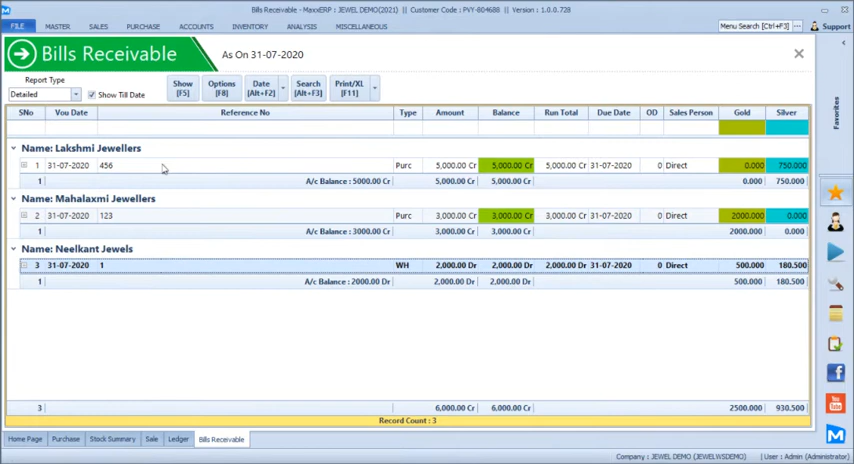 Bills Receivable - MaxxERP : JEWEL DEMO(2021) || Customer Code : PVY-804688 || Version : 1.0.0.728
FILE MASTER SALES PURCHASE ACCOUNTS INVENTORY ANALYSIS MISCELLANEOUS Menu Search [Ctrl+F3] ... Support
Bills Receivable As On 31-07-2020
Report Type
Detailed Show Till Date
Show [F5] Options [F8] Date [Alt+F2] Search [Alt+F3] Print/XL [F11]
Favorites
SNo Vou Date Reference No Type Amount Balance Run Total Due Date OD Sales Person Gold Silver
Name: Lakshmi Jewellers
1 31-07-2020 456 Purc 5,000.00 Cr 5,000.00 Cr 5,000.00 Cr 31-07-2020 0 Direct 0.000 750.000
1 A/c Balance : 5000.00 Cr 5,000.00 Cr 5,000.00 Cr 0.000 750.000
Name: Mahalaxmi Jewellers
2 31-07-2020 123 Purc 3,000.00 Cr 3,000.00 Cr 3,000.00 Cr 31-07-2020 0 Direct 2000.000 0.000
1 A/c Balance : 3000.00 Cr 3,000.00 Cr 3,000.00 Cr 2000.000 0.000
Name: Neelkant Jewels
3 31-07-2020 1 WH 2,000.00 Dr 2,000.00 Dr 2,000.00 Dr 31-07-2020 0 Direct 500.000 180.500
1 A/c Balance : 2000.00 Dr 2,000.00 Dr 2,000.00 Dr 500.000 180.500
3 6,000.00 Cr 6,000.00 Cr 2500.000 930.500
Record Count : 3
Home Page Purchase Stock Summary Sale Ledger Bills Receivable
Company : JEWEL DEMO (JEWELWSDEMO) | User : Admin (Administrator)
You Tube